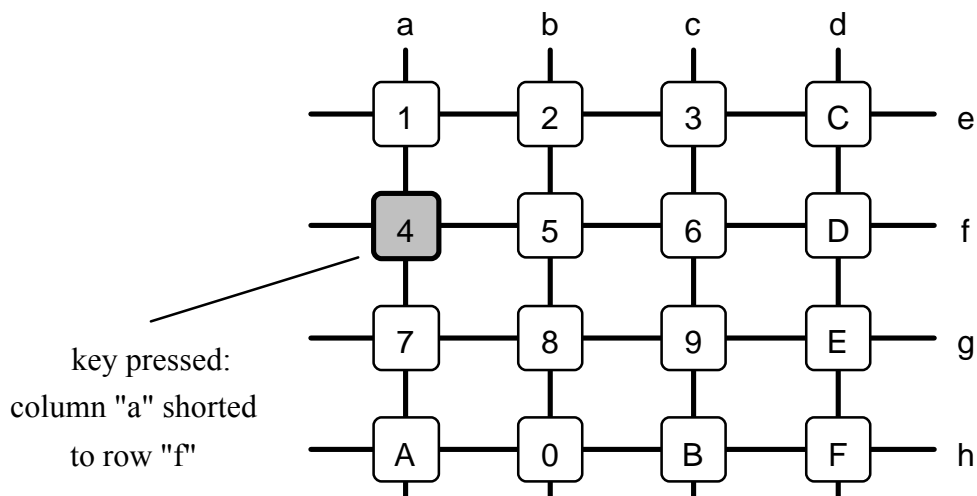 a b c d
1 2 3 C e
4 5 6 D f
7 8 9 E g
key pressed:
column "a" shorted
to row "f"
A 0 B F h